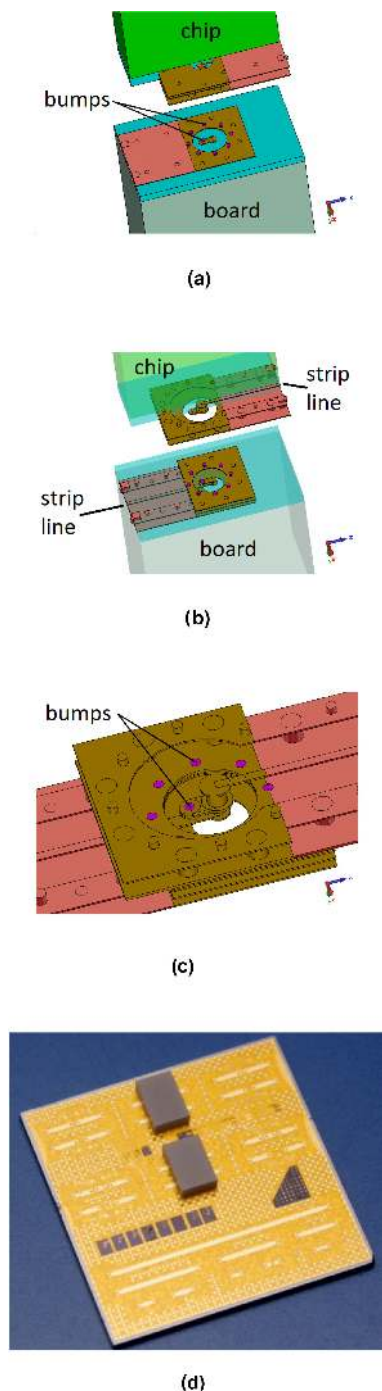 chip
bumps
board
(a)
chip
strip
line
strip
line
board
(b)
bumps
(c)
(d)